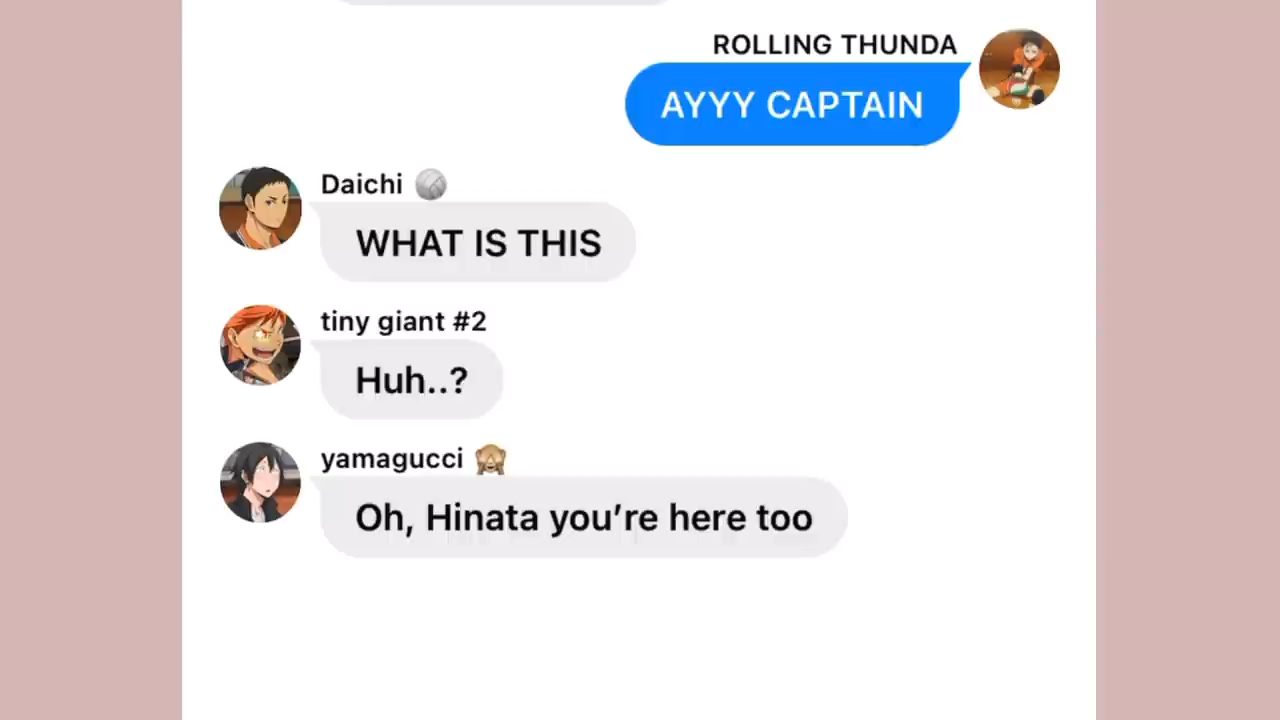 ROLLING THUNDA
AYYY CAPTAIN
Daichi 🏐
WHAT IS THIS
tiny giant #2
Huh..?
yamagucci 🙈
Oh, Hinata you’re here too